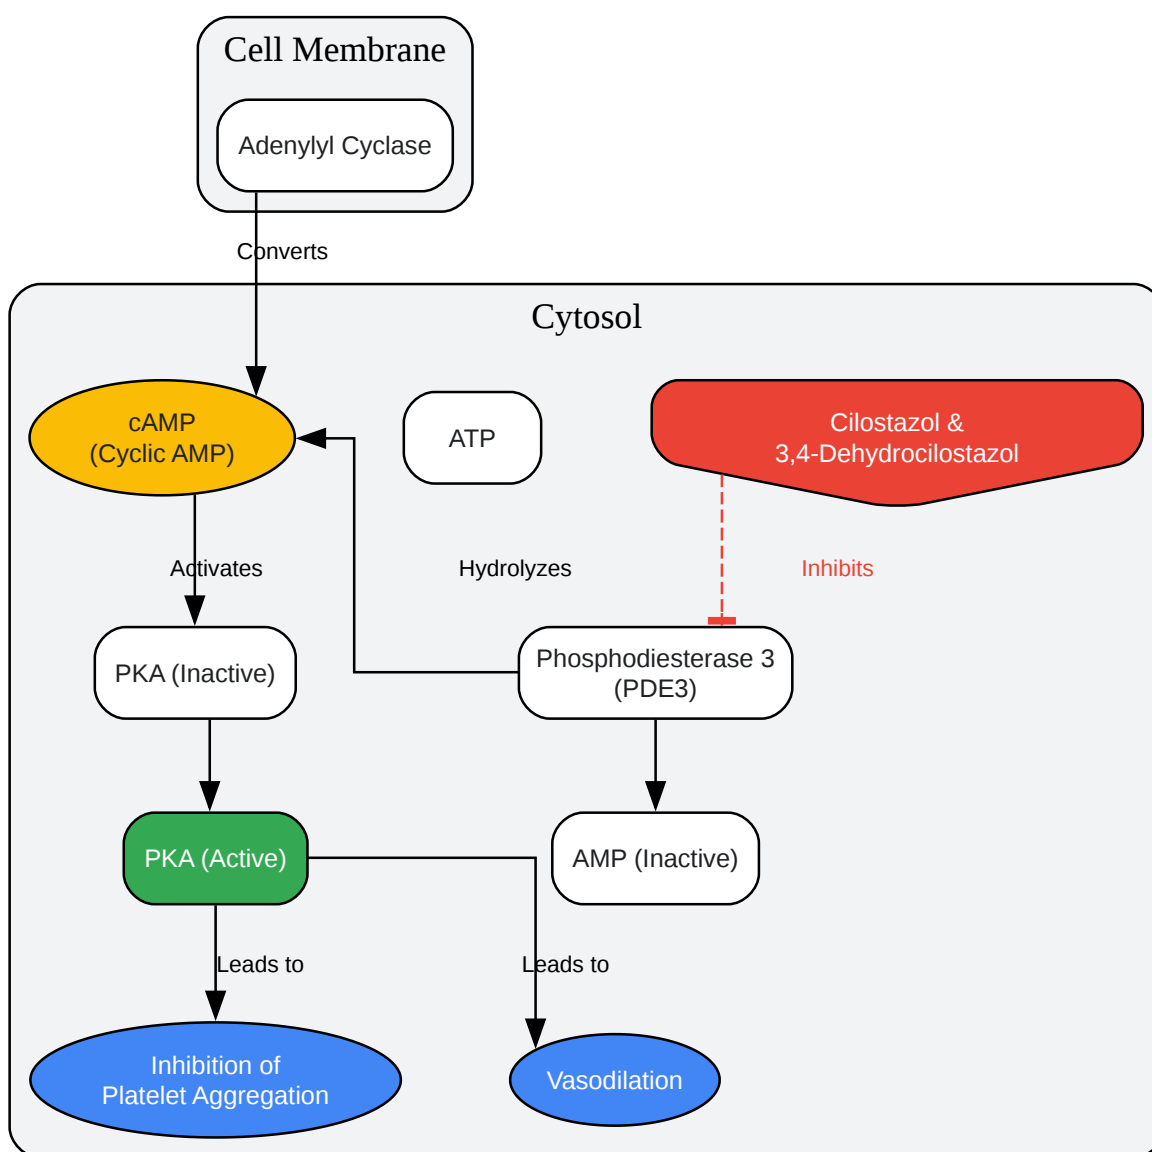 Cell Membrane
Adenylyl Cyclase
Converts
Cytosol
cAMP
(Cyclic AMP)
ATP
Cilostazol &
3,4-Dehydrocilostazol
Activates
Hydrolyzes
Inhibits
PKA (Inactive)
Phosphodiesterase 3
(PDE3)
PKA (Active)
AMP (Inactive)
Leads to
Leads to
Inhibition of
Platelet Aggregation
Vasodilation